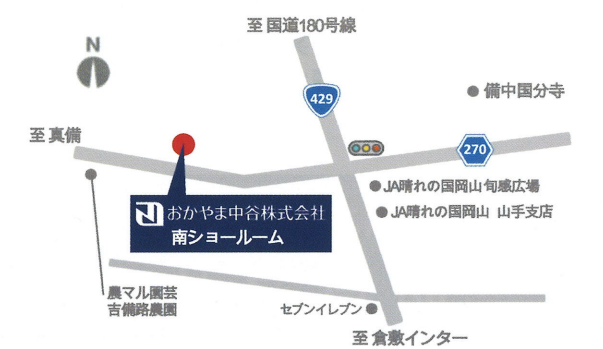 至 国道180号線
N
429
備中国分寺
至 真備
270
JA晴れの国岡山旬感広場
おかやま中谷株式会社
JA晴れの国岡山 山手支店
南ショールーム
農マル園芸
吉備路農園
セブンイレブン
至 倉敷インター